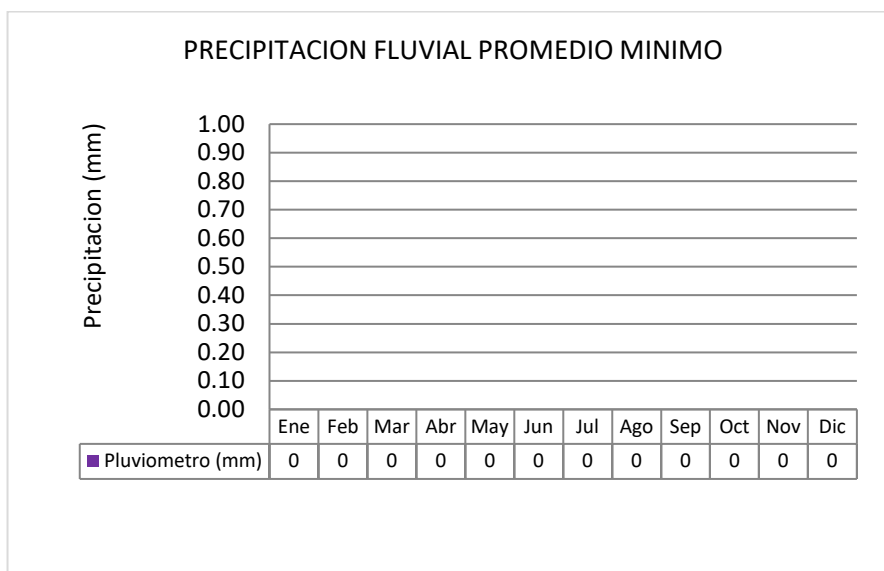 PRECIPITACION FLUVIAL PROMEDIO MINIMO
Precipitacion (mm)
1.00
0.90
0.80
0.70
0.60
0.50
0.40
0.30
0.20
0.10
0.00
Ene Feb Mar Abr May Jun Jul Ago Sep Oct Nov Dic
Pluviometro (mm) 0 0 0 0 0 0 0 0 0 0 0 0